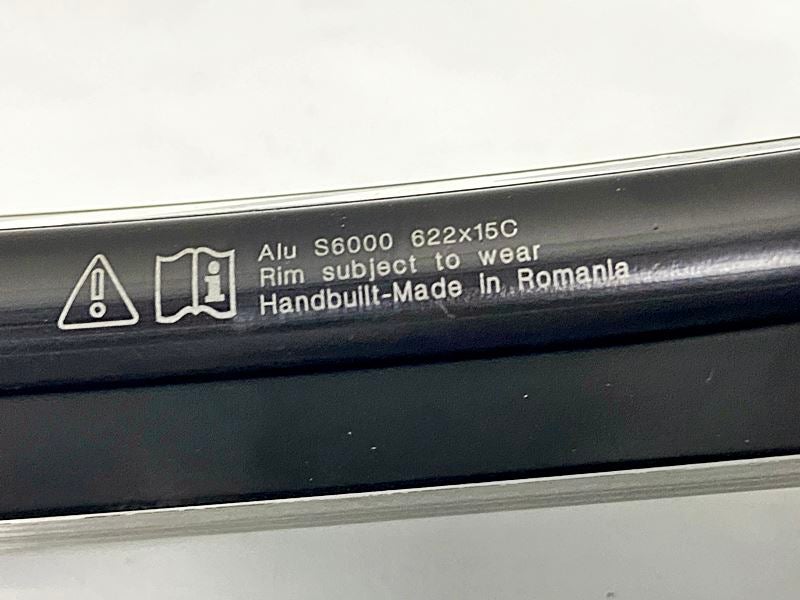 Alu S6000 622x15C
Rim subject to wear
Handbuilt-Made in Romania